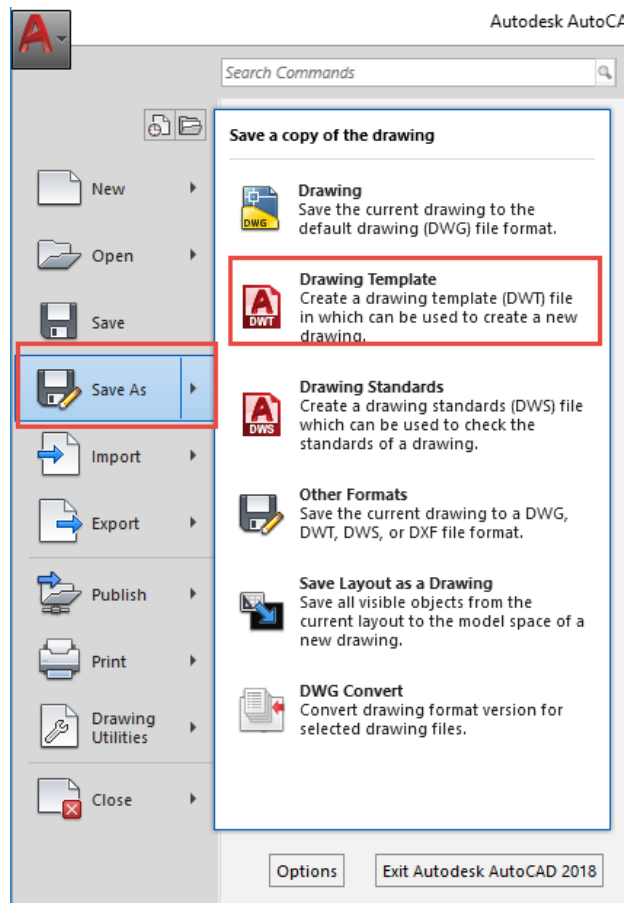 Autodesk AutoCA
Search Commands
Save a copy of the drawing
New
Open
Save
Save As
Import
Export
Publish
Print
Drawing
Utilities
Close
Drawing
Save the current drawing to the
default drawing (DWG) file format.
DWG
Drawing Template
Create a drawing template (DWT) file
in which can be used to create a new
drawing.
DWT
Drawing Standards
Create a drawing standards (DWS) file
which can be used to check the
standards of a drawing.
DWS
Other Formats
Save the current drawing to a DWG,
DWT, DWS, or DXF file format.
Save Layout as a Drawing
Save all visible objects from the
current layout to the model space of a
new drawing.
DWG Convert
Convert drawing format version for
selected drawing files.
Options
Exit Autodesk AutoCAD 2018